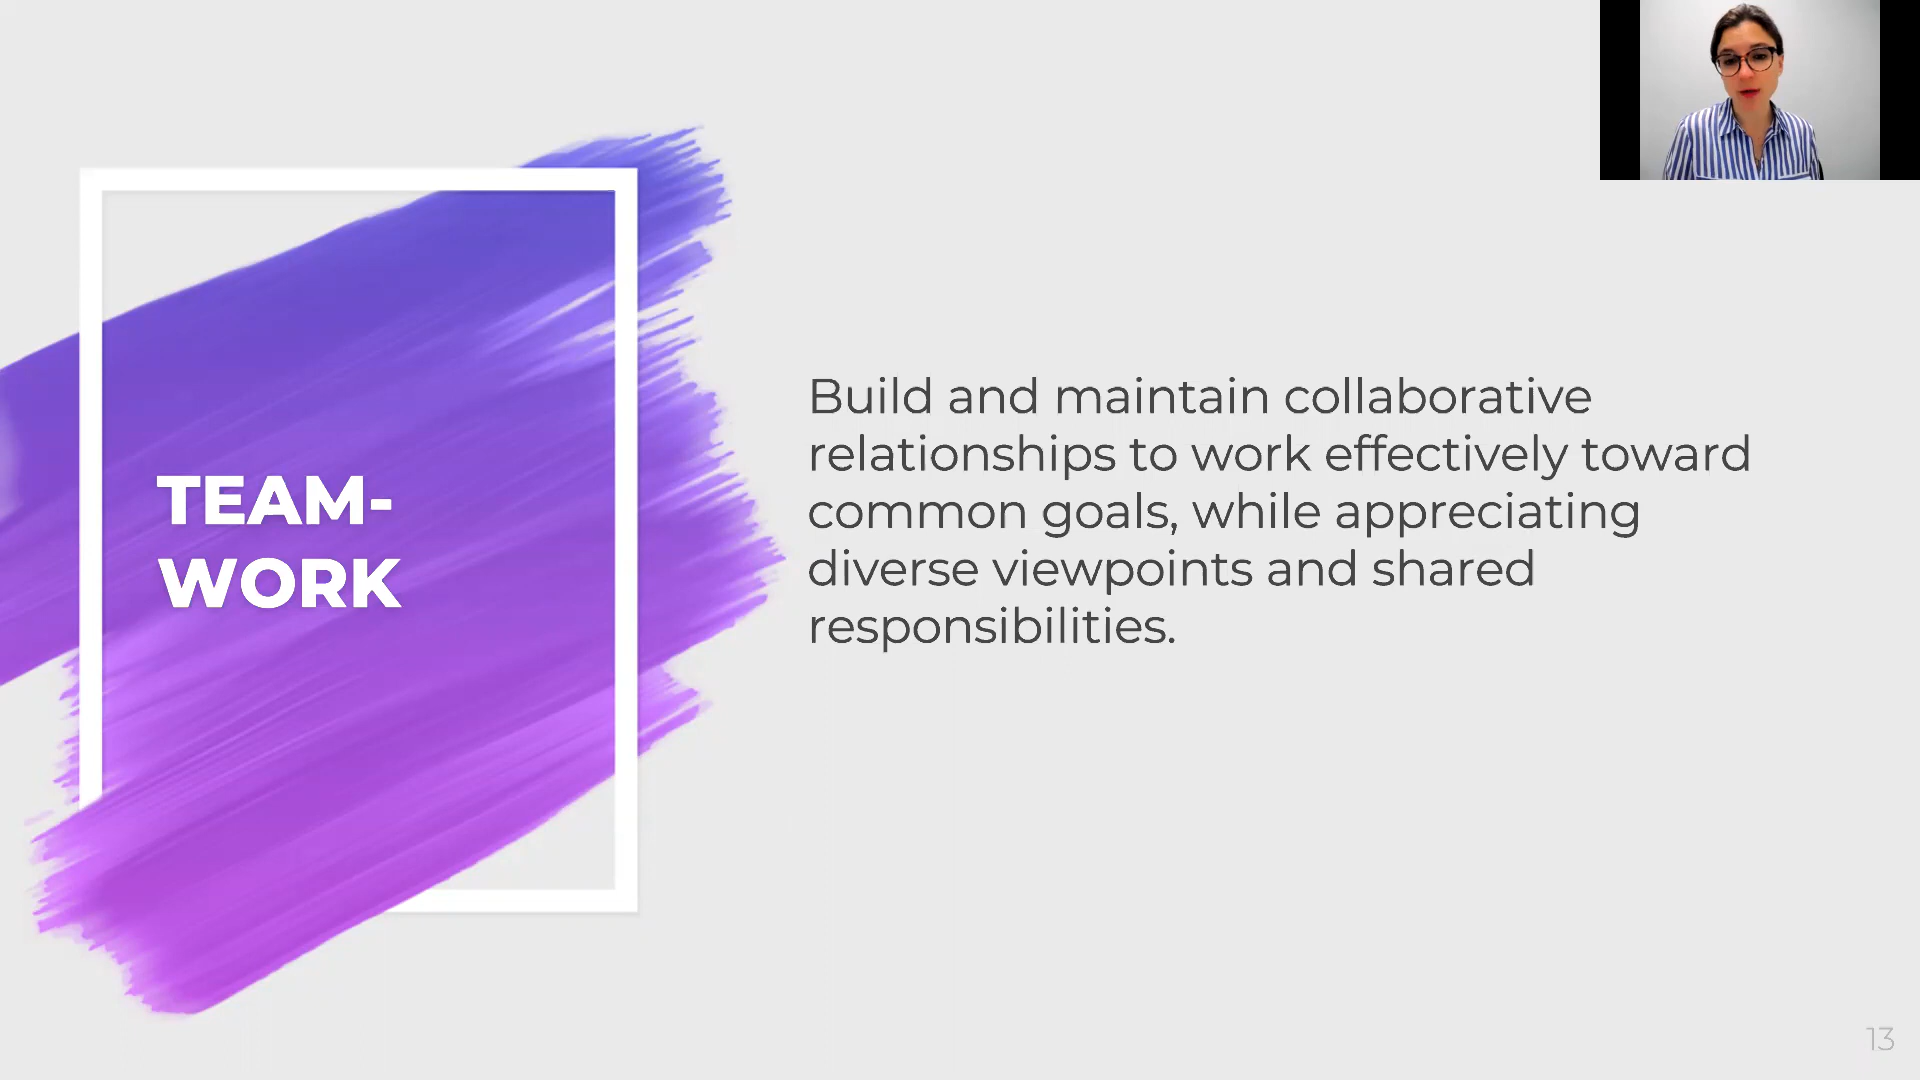 TEAM-
WORK
Build and maintain collaborative
relationships to work effectively toward
common goals, while appreciating
diverse viewpoints and shared
responsibilities.
13